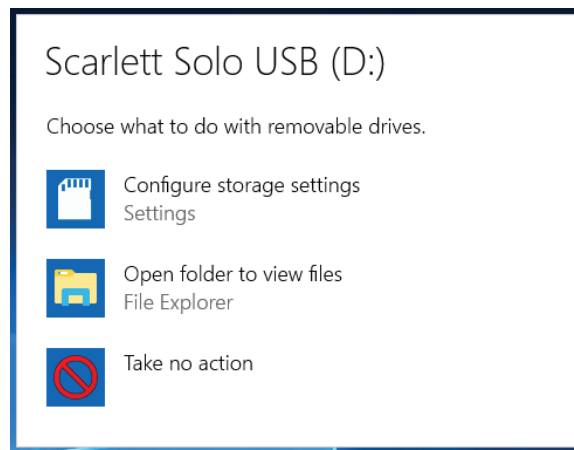 Scarlett Solo USB (D:)
Choose what to do with removable drives.
Configure storage settings
Settings
Open folder to view files
File Explorer
Take no action